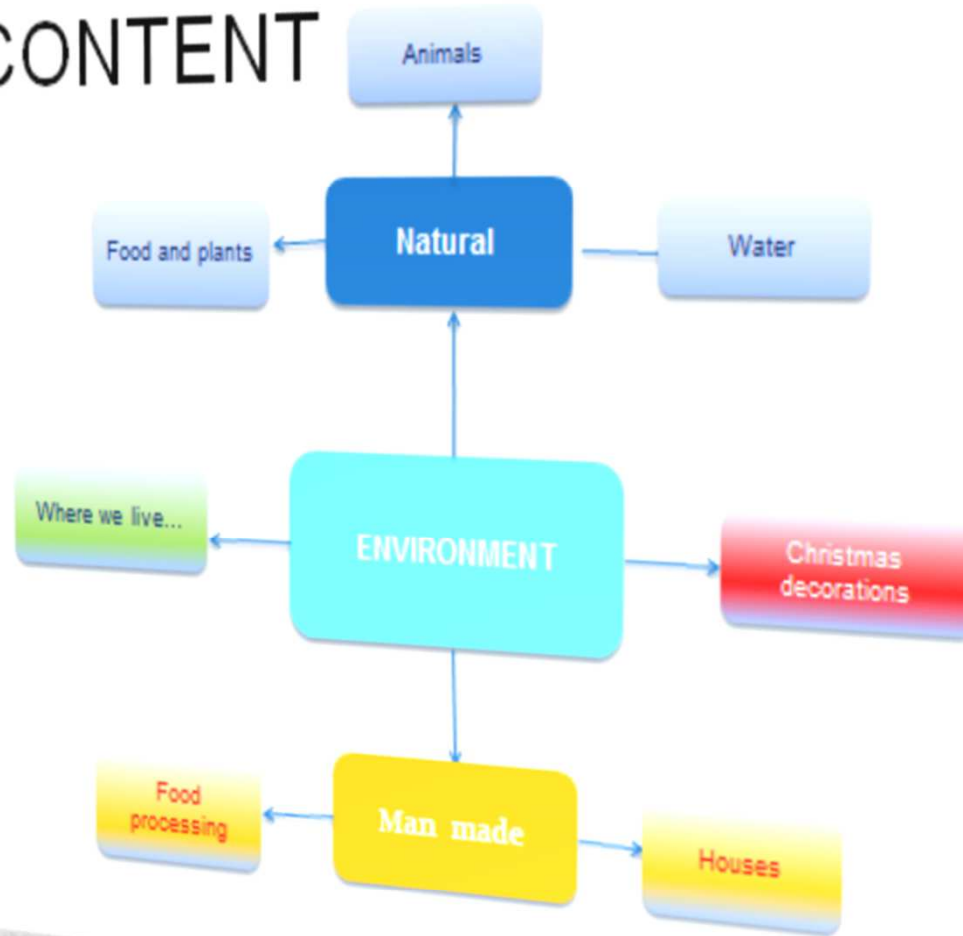 CONTENT
Animals
Natural
Food and plants
Water
Where we live...
ENVIRONMENT
Christmas
decorations
Food
processing
Man made
Houses